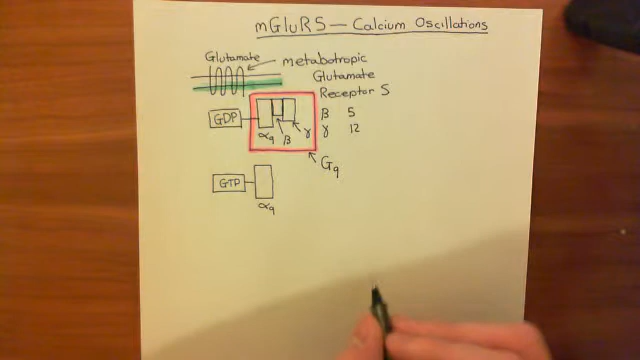 mGluR5 — Calcium Oscillations
Glutamate
metabotropic
Glutamate
Receptor 5
GDP
αq
β
γ
β 5
γ 12
Gq
GTP
αq